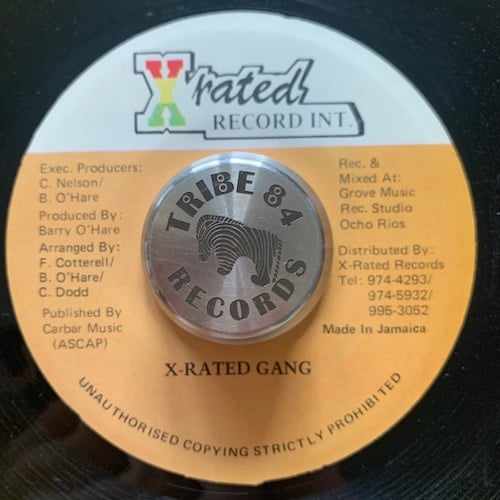 X'rated
RECORD INT.
Exec. Producers:
C. Nelson/
B. O'Hare
Produced By:
Barry O'Hare
Arranged By:
F. Cotterell/
B. O'Hare/
C. Dodd
Published By
Carbar Music
(ASCAP)
TRIBE 84
RECORDS
Rec. &
Mixed At:
Grove Music
Rec. Studio
Ocho Rios
Distributed By:
X-Rated Records
Tel: 974-4293/
974-5932/
995-3052
Made In Jamaica
X-RATED GANG
UNAUTHORISED COPYING STRICTLY PROHIBITED